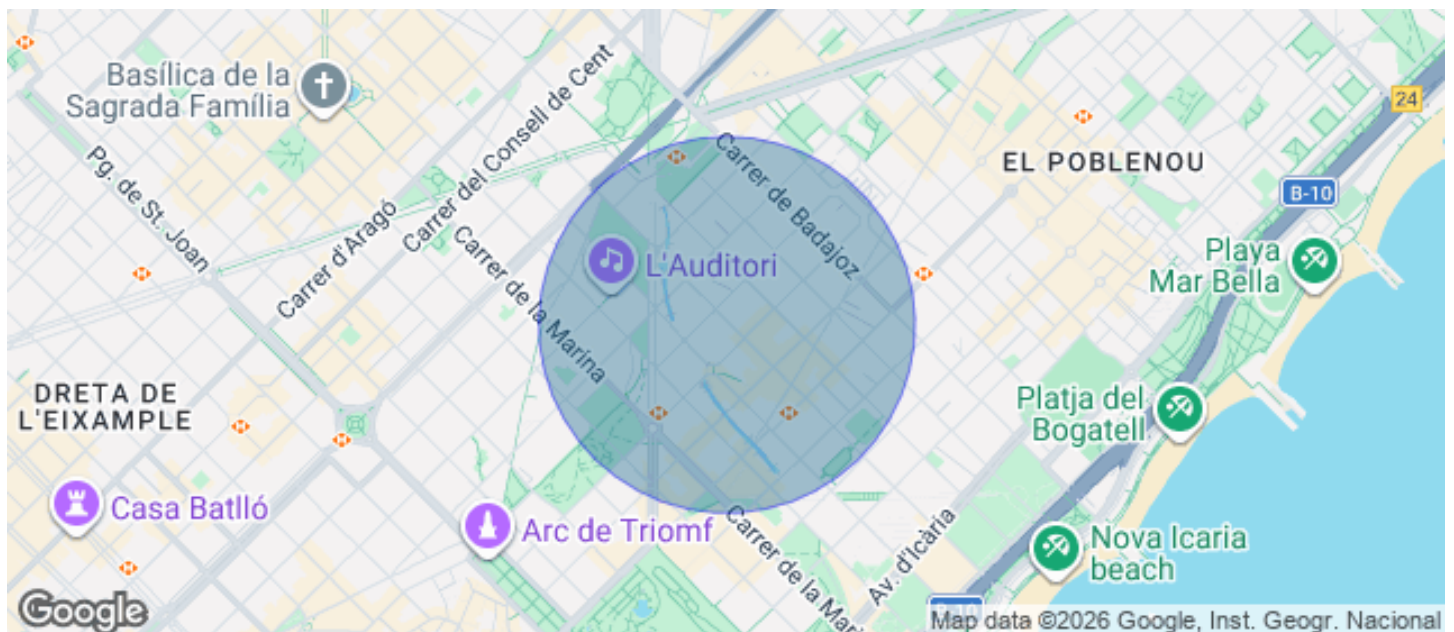 Basílica de la
Sagrada Família
Carrer del Consell de Cent
24
Carrer de Badajoz
EL POBLENOU
Pg. de St. Joan
B-10
Carrer d'Aragó
Carrer de la Marina
L'Auditori
Playa
Mar Bella
DRETA DE
L'EIXAMPLE
Platja del
Bogatell
Casa Batlló
Arc de Triomf
Carrer de la Ma
Av. d'Icària
Nova Icaria
beach
Google
B-10
Map data ©2026 Google, Inst. Geogr. Nacional